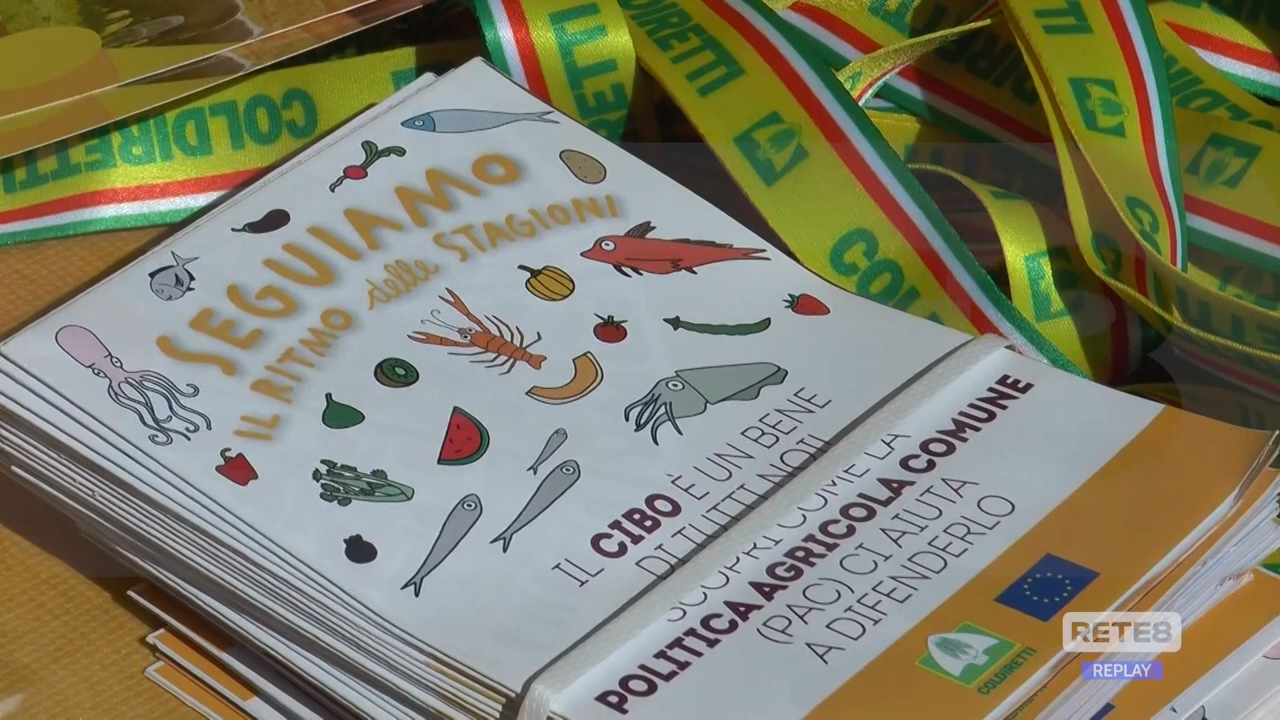 SEGUIAMO
IL RITMO delle STAGIONI
IL CIBO È UN BENE
DI TUTTI NOI!
SCOPRI COME LA
POLITICA AGRICOLA COMUNE
(PAC) CI AIUTA
A DIFENDERLO
COLDIRETTI
COLDIRETTI
COLDIRETTI
RETE8
REPLAY